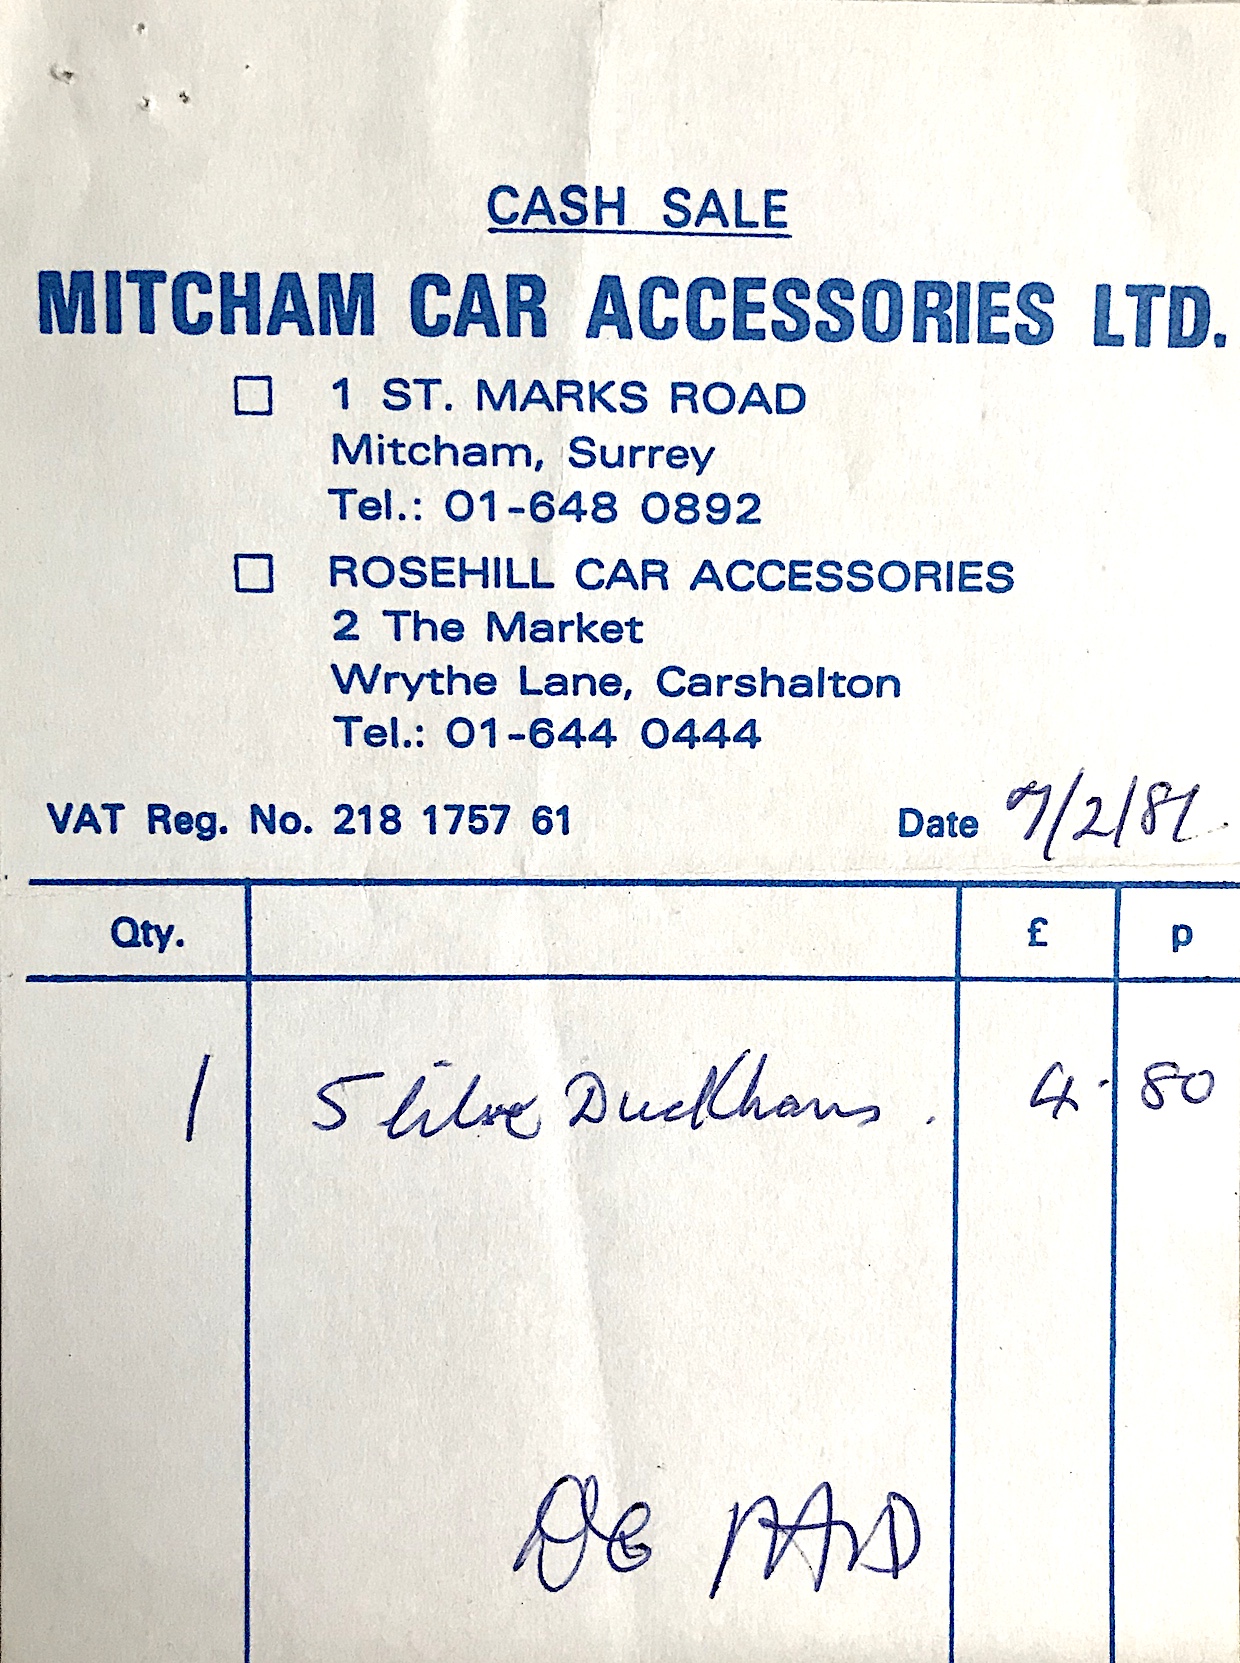 CASH SALE
MITCHAM CAR ACCESSORIES LTD.
1 ST. MARKS ROAD
Mitcham, Surrey
Tel.: 01-648 0892
ROSEHILL CAR ACCESSORIES
2 The Market
Wrythe Lane, Carshalton
Tel.: 01-644 0444
VAT Reg. No. 218 1757 61 Date 7/2/81.
Qty. £ p
1 5 litre Duckhams. 4. 80
PAID